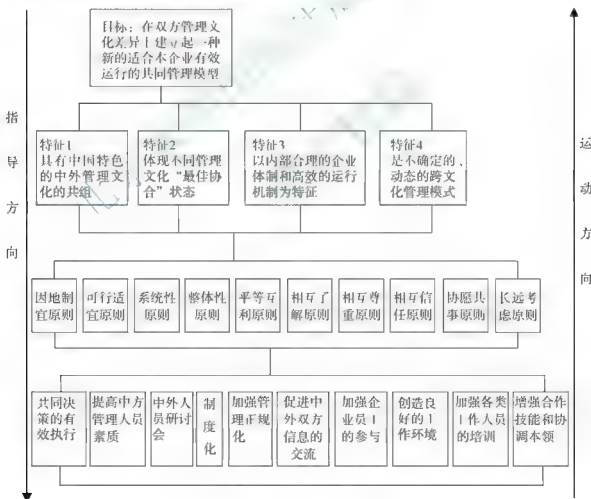 目标：在双方管理文
化差异上建立起一种
新的适合本企业有效
运行的共同管理模型
指
导
方
向
运
动
方
向
特征1
具有中国特色
的中外管理文
化的共组
特征2
体现不同管理
文化“最佳协
合”状态
特征3
以内部合理的企业
体制和高效的运行
机制为特征
特征4
是不确定的、
动态的跨文
化管理模式
因地制
宜原则
可行适
宜原则
系统性
原则
整体性
原则
平等互
利原则
相互了
解原则
相互尊
重原则
相互信
任原则
协愿共
事原则
长远考
虑原则
共同决
策的有
效执行
提高中方
管理人员
素质
中外人
员研讨
会
制
度
化
加强管
理正规
化
促进中
外双方
信息的
交流
加强企
业员工
的参与
创造良
好的工
作环境
加强各类
工作人员
的培训
增强合作
技能和协
调本领